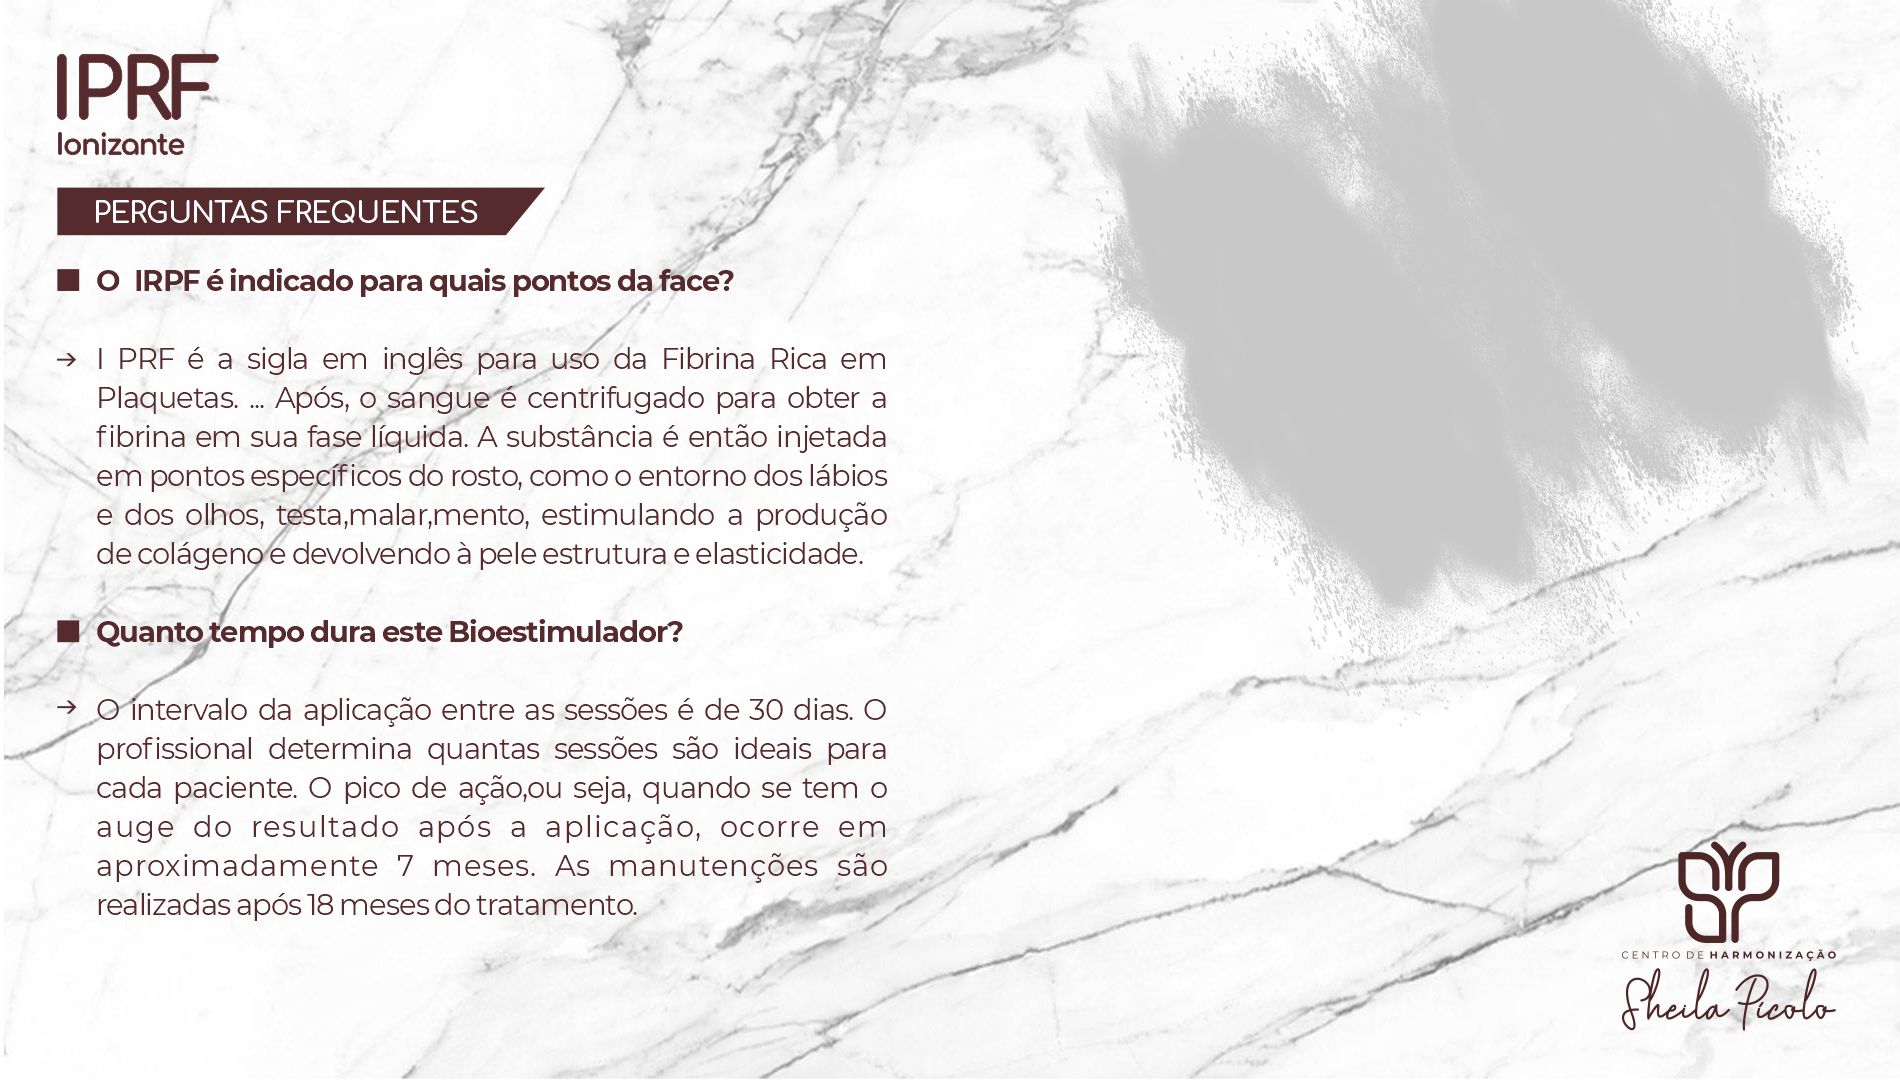 IPRF
Ionizante
PERGUNTAS FREQUENTES
O IRPF é indicado para quais pontos da face?
I PRF é a sigla em inglês para uso da Fibrina Rica em
Plaquetas. ... Após, o sangue é centrifugado para obter a
fibrina em sua fase líquida. A substância é então injetada
em pontos específicos do rosto, como o entorno dos lábios
e dos olhos, testa,malar,mento, estimulando a produção
de colágeno e devolvendo à pele estrutura e elasticidade.
Quanto tempo dura este Bioestimulador?
O intervalo da aplicação entre as sessões é de 30 dias. O
profissional determina quantas sessões são ideais para
cada paciente. O pico de ação,ou seja, quando se tem o
auge do resultado após a aplicação, ocorre em
aproximadamente 7 meses. As manutenções são
realizadas após 18 meses do tratamento.
CENTRO DE HARMONIZAÇÃO
Sheila Picolo